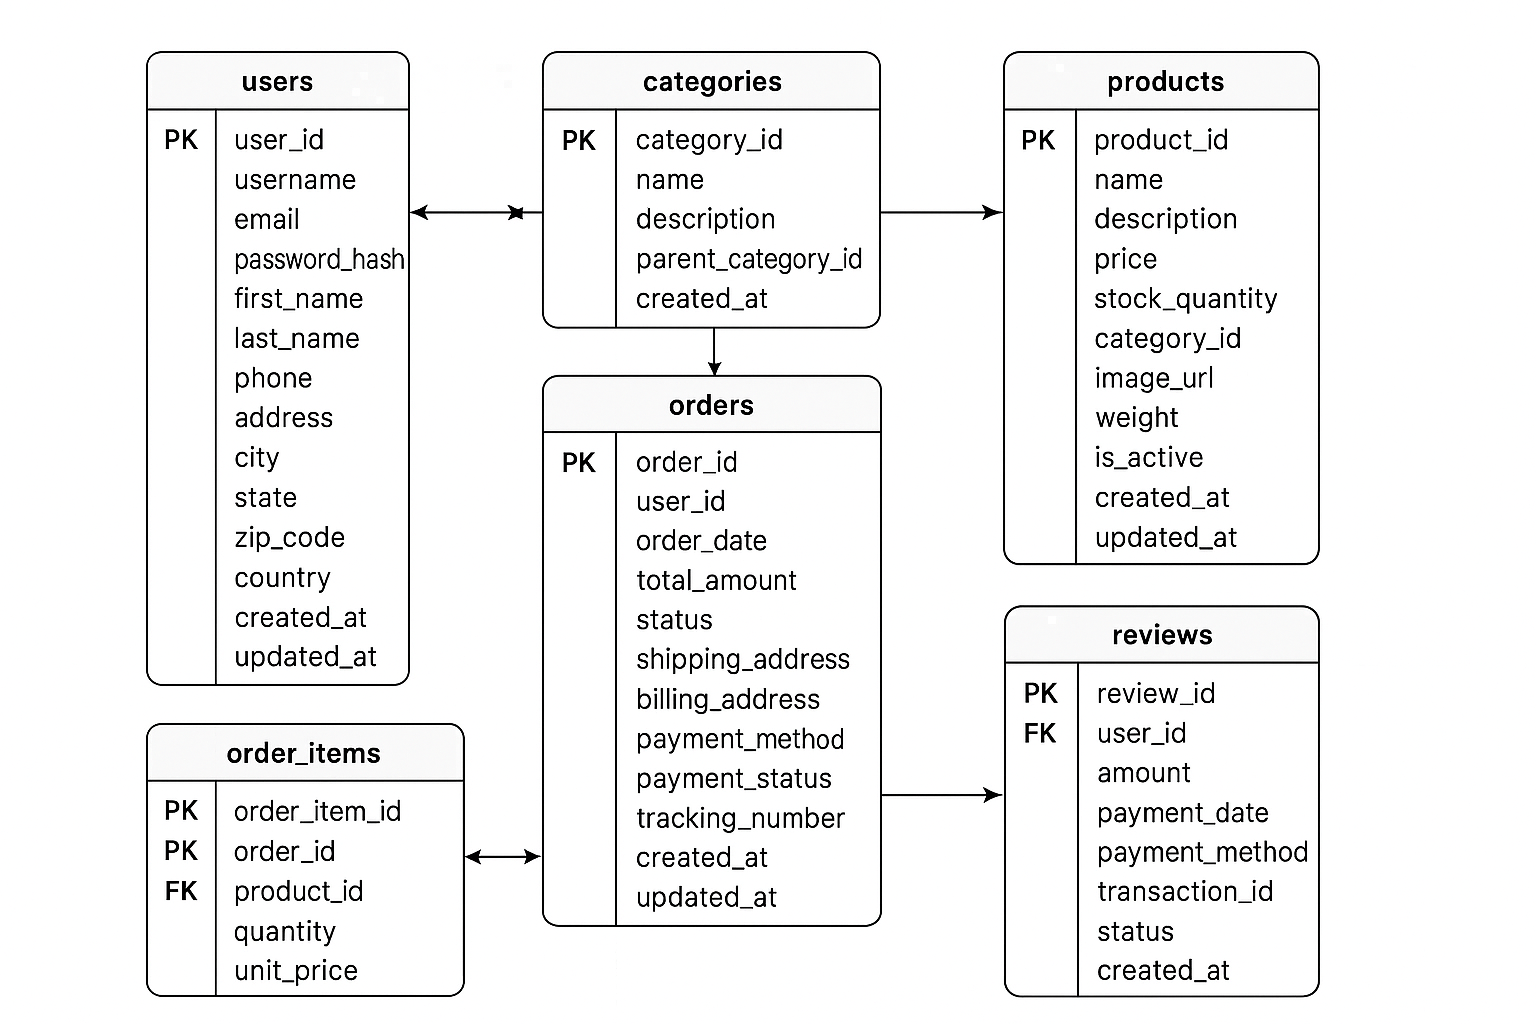 users
PK user_id
username
email
password_hash
first_name
last_name
phone
address
city
state
zip_code
country
created_at
updated_at
categories
PK category_id
name
description
parent_category_id
created_at
products
PK product_id
name
description
price
stock_quantity
category_id
image_url
weight
is_active
created_at
updated_at
orders
PK order_id
user_id
order_date
total_amount
status
shipping_address
billing_address
payment_method
payment_status
tracking_number
created_at
updated_at
order_items
PK order_item_id
PK order_id
FK product_id
quantity
unit_price
reviews
PK review_id
FK user_id
amount
payment_date
payment_method
transaction_id
status
created_at